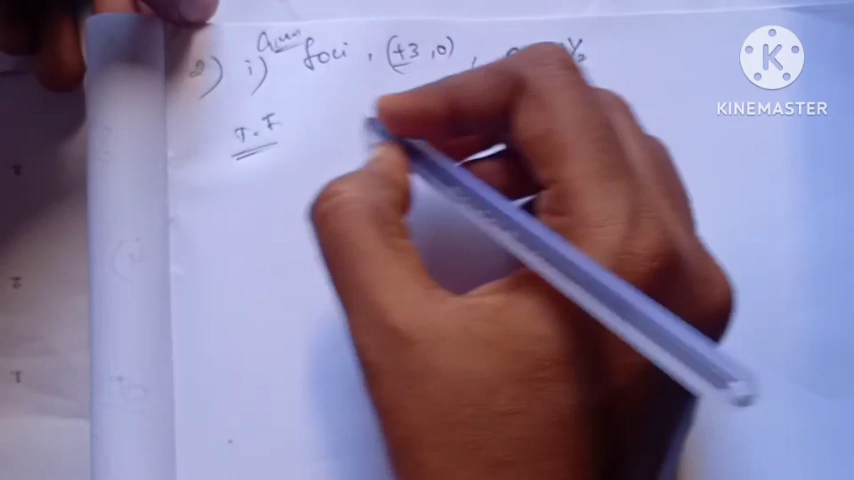 2) i) Given foci, (±3, 0),
T.F
K
KINEMASTER